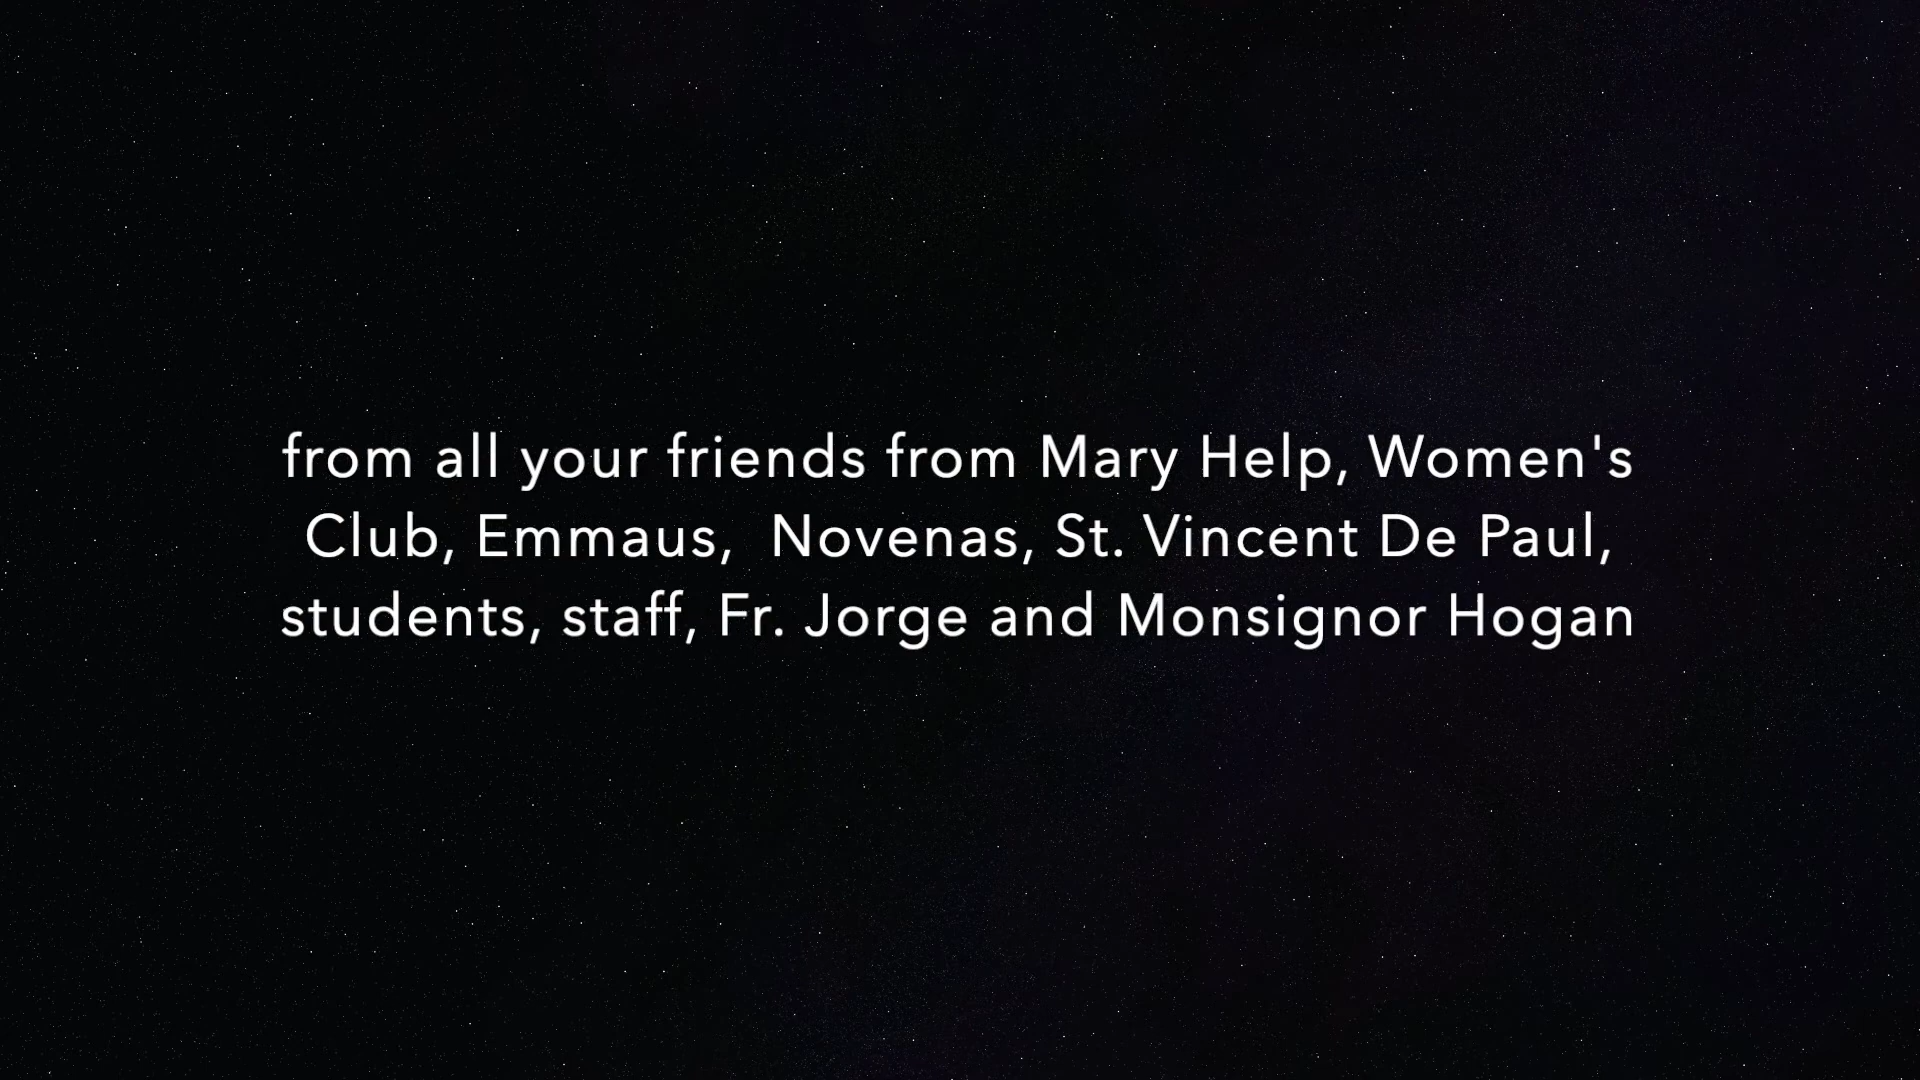 from all your friends from Mary Help, Women's
Club, Emmaus,  Novenas, St. Vincent De Paul,
students, staff, Fr. Jorge and Monsignor Hogan